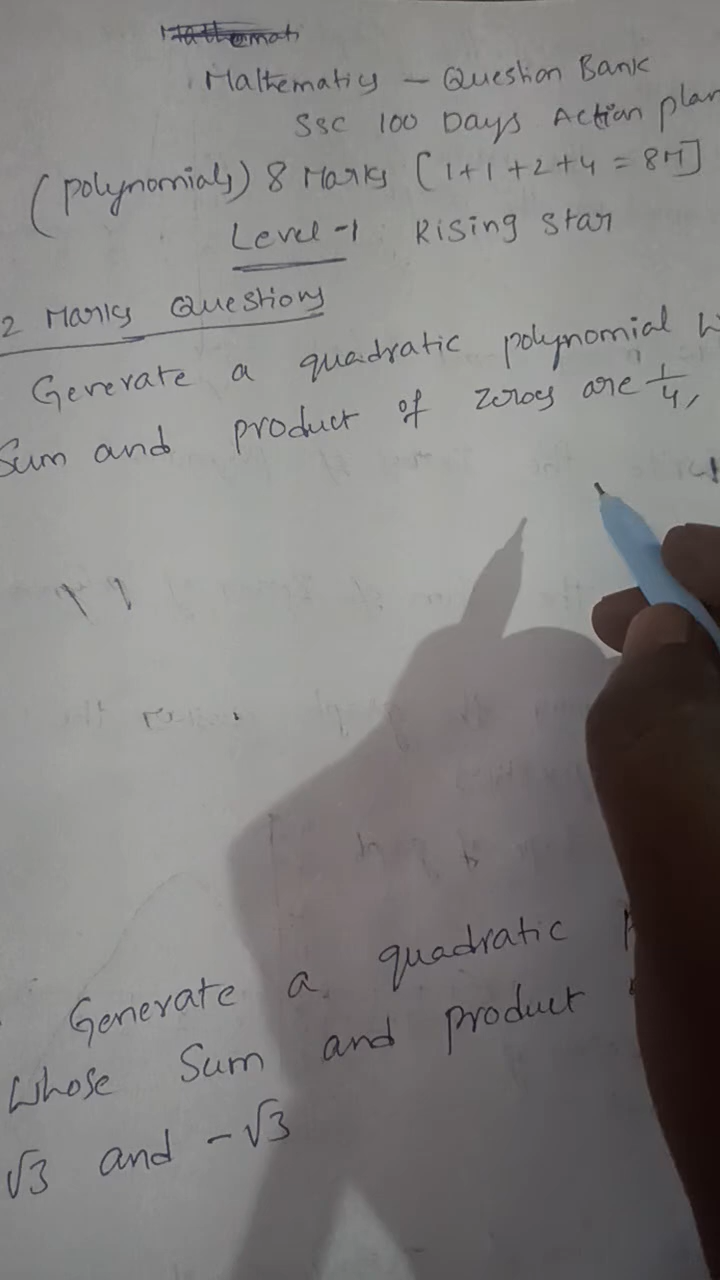 Mathematics - Question Bank
SSC 100 Days Action plan
(polynomials) 8 Marks [1+1+2+4 = 8M]
Level-1 Rising star
2 Marks Questions
Generate a quadratic polynomial
Sum and product of zeroes are 1/4,
Generate a quadratic
Whose Sum and product
√3 and -√3